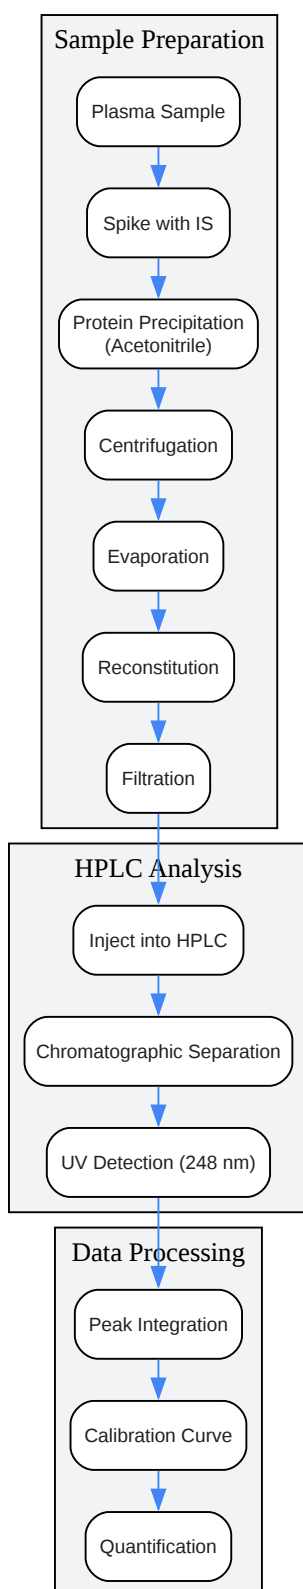 Sample Preparation
Plasma Sample
Spike with IS
Protein Precipitation
(Acetonitrile)
Centrifugation
Evaporation
Reconstitution
Filtration
HPLC Analysis
Inject into HPLC
Chromatographic Separation
UV Detection (248 nm)
Data Processing
Peak Integration
Calibration Curve
Quantification